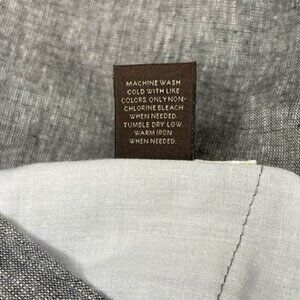 MACHINE WASH
COLD WITH LIKE
COLORS. ONLY NON-
CHLORINE BLEACH
WHEN NEEDED.
TUMBLE DRY LOW.
WARM IRON
WHEN NEEDED.